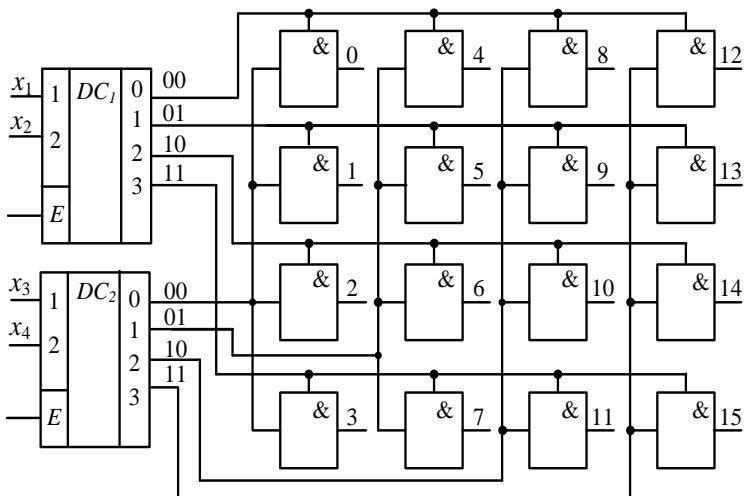 & & & &
0 4 8 12
x₁ 1 DC₁ 0 00
x₂ 2 1 01
2 10
3 11
E
& & & &
1 5 9 13
& & & &
2 6 10 14
x₃ 1 DC₂ 0 00
x₄ 2 1 01
2 10
3 11
E
& & & &
3 7 11 15